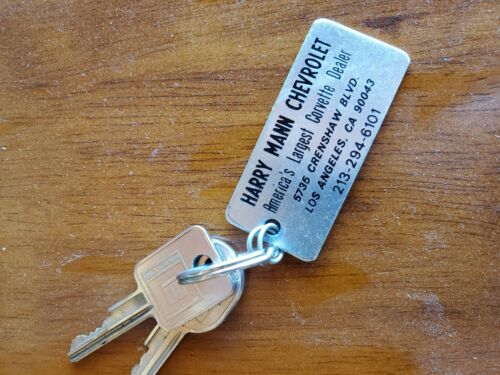 HARRY MANN CHEVROLET
America's Largest Corvette Dealer
5735 CRENSHAW BLVD.
LOS ANGELES, CA 90043
213-294-6101